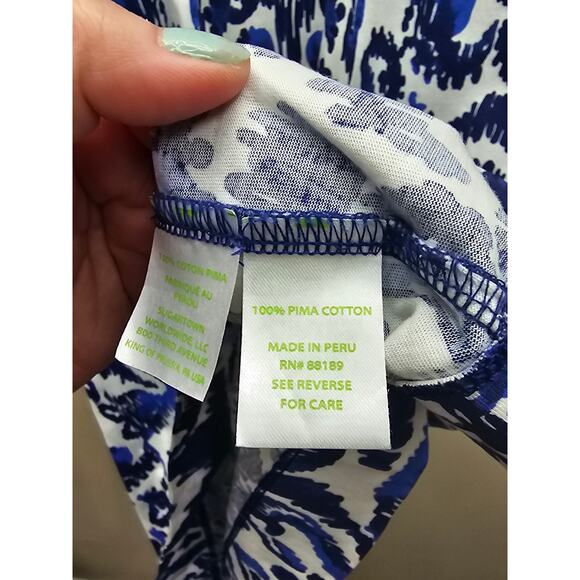 100% COTON PIMA
FABRIQUÉ AU
PÉROU
SUGARTOWN
WORLDWIDE LLC
800 THIRD AVENUE
KING OF PRUSSIA, PA USA
100% PIMA COTTON
MADE IN PERU
RN# 88189
SEE REVERSE
FOR CARE